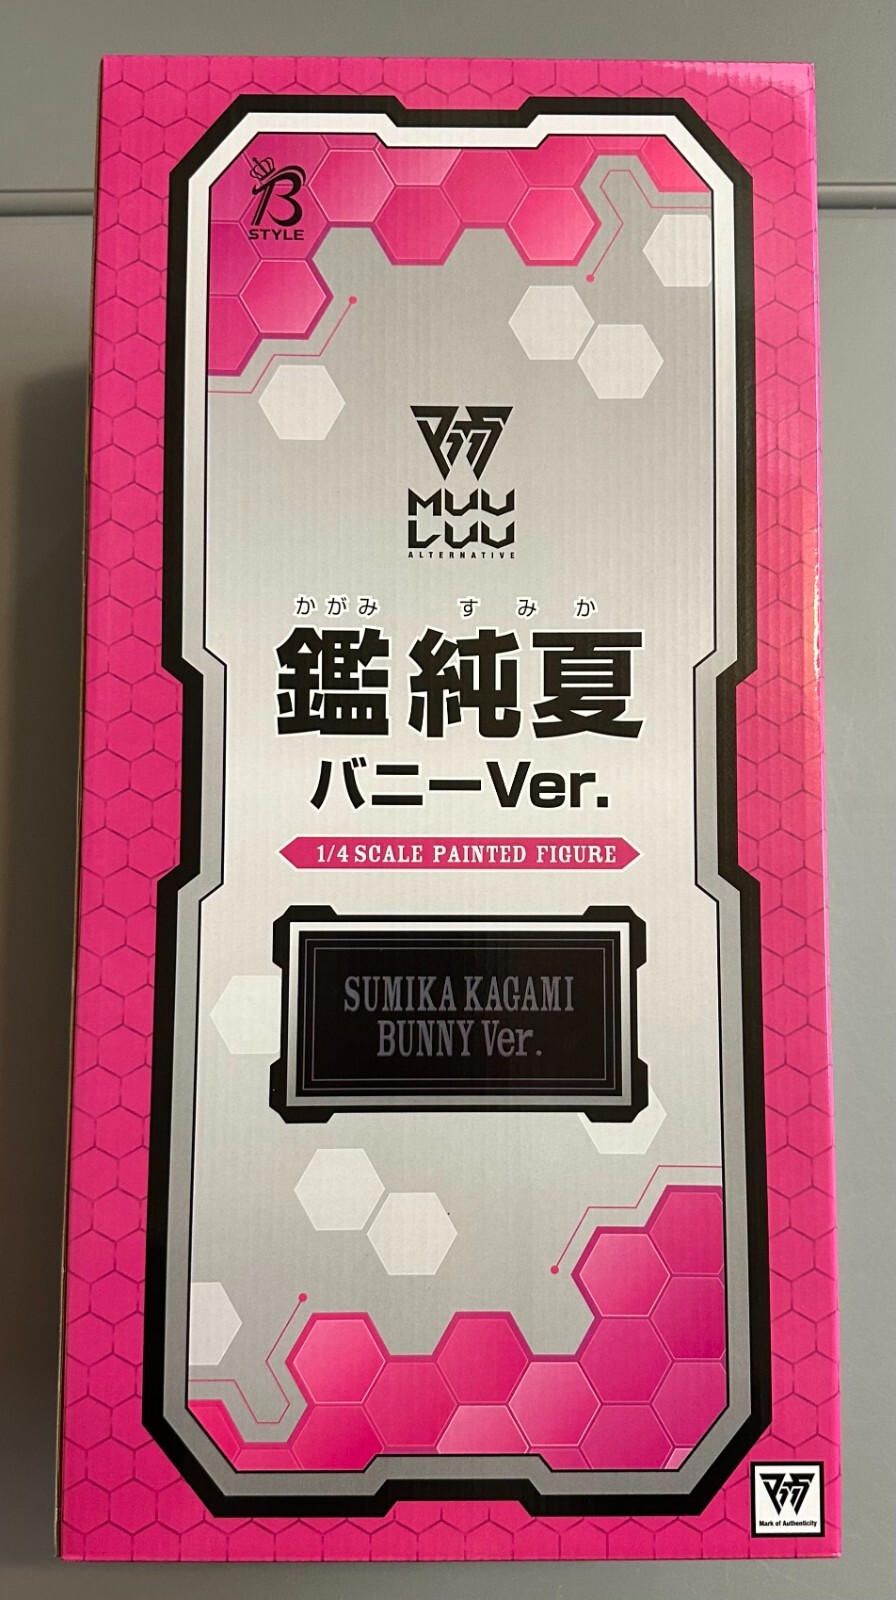 B
STYLE
MUV
LUV
ALTERNATIVE
かがみ すみか
鑑純夏
バニーVer.
1/4 SCALE PAINTED FIGURE
SUMIKA KAGAMI
BUNNY Ver.
Mark of Authenticity